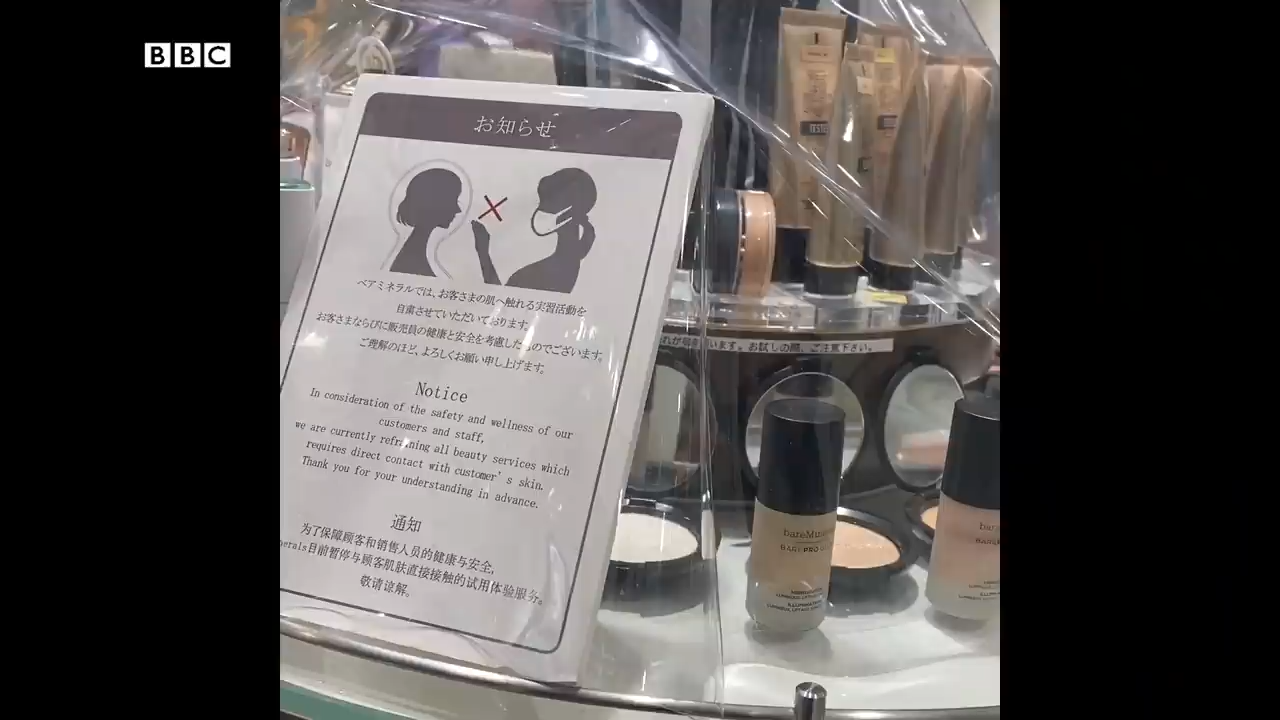 BBC
お知らせ
ベアミネラルでは、お客さまの肌へ触れる実習活動を
自粛させていただいております。
お客さまならびに販売員の健康と安全を考慮したものでございます。
ご理解のほど、よろしくお願い申し上げます。
Notice
In consideration of the safety and wellness of our
customers and staff,
we are currently refraining all beauty services which
requires direct contact with customer's skin.
Thank you for your understanding in advance.
通知
为了保障顾客和销售人员的健康与安全,
nerals目前暂停与顾客肌肤直接接触的试用体验服务。
敬请谅解。
います。お試しの際、ご注意下さい。
TESTE
bareMin
BAREPRO
bar
BARE